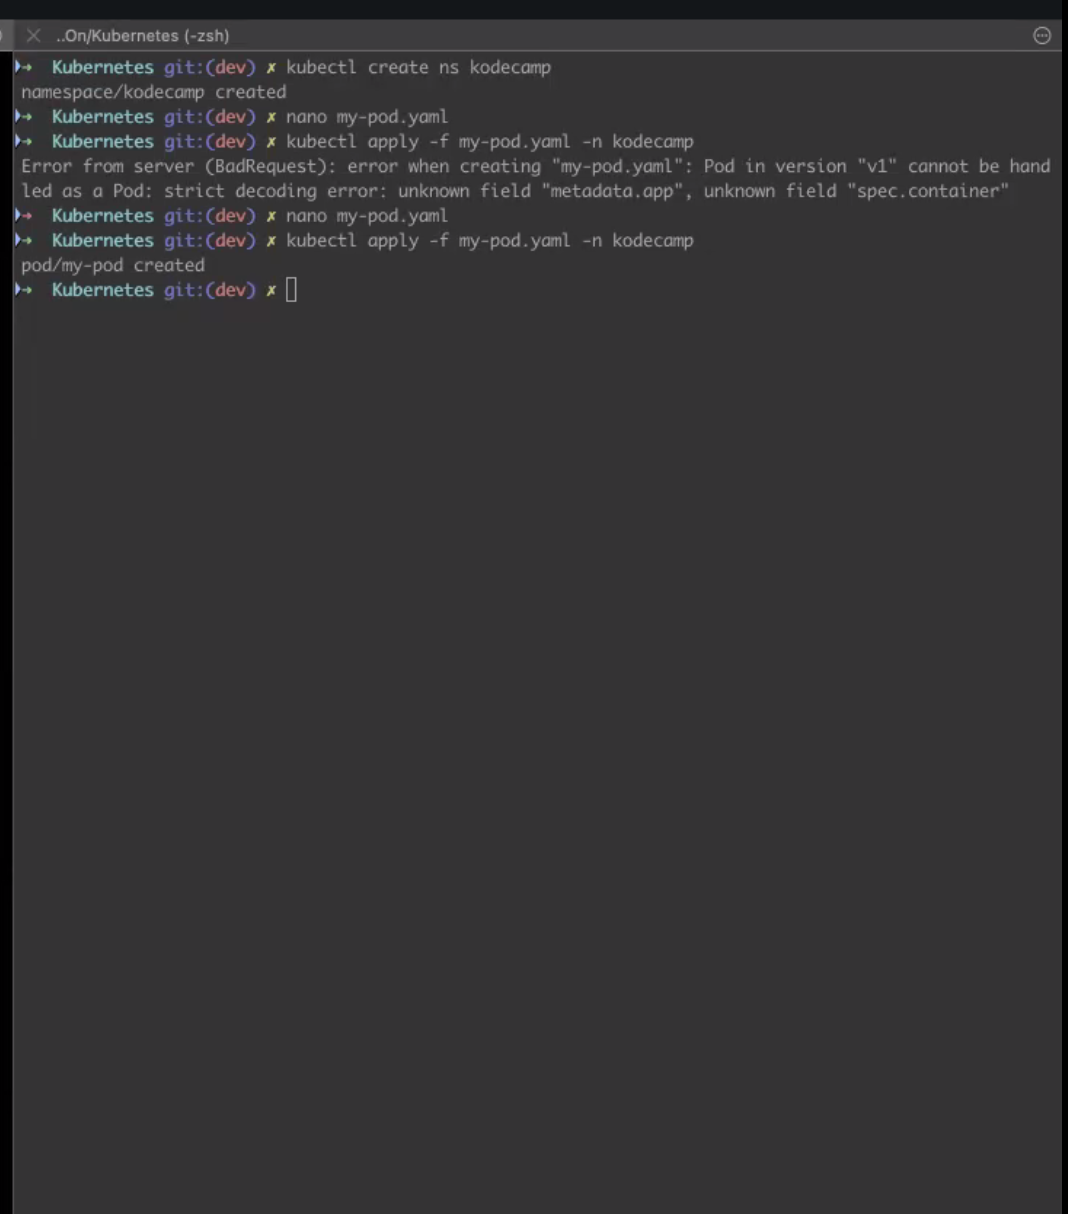 ..On/Kubernetes (-zsh)
→ Kubernetes git:(dev) ✗ kubectl create ns kodecamp
namespace/kodecamp created
→ Kubernetes git:(dev) ✗ nano my-pod.yaml
→ Kubernetes git:(dev) ✗ kubectl apply -f my-pod.yaml -n kodecamp
Error from server (BadRequest): error when creating "my-pod.yaml": Pod in version "v1" cannot be hand
led as a Pod: strict decoding error: unknown field "metadata.app", unknown field "spec.container"
→ Kubernetes git:(dev) ✗ nano my-pod.yaml
→ Kubernetes git:(dev) ✗ kubectl apply -f my-pod.yaml -n kodecamp
pod/my-pod created
→ Kubernetes git:(dev) ✗